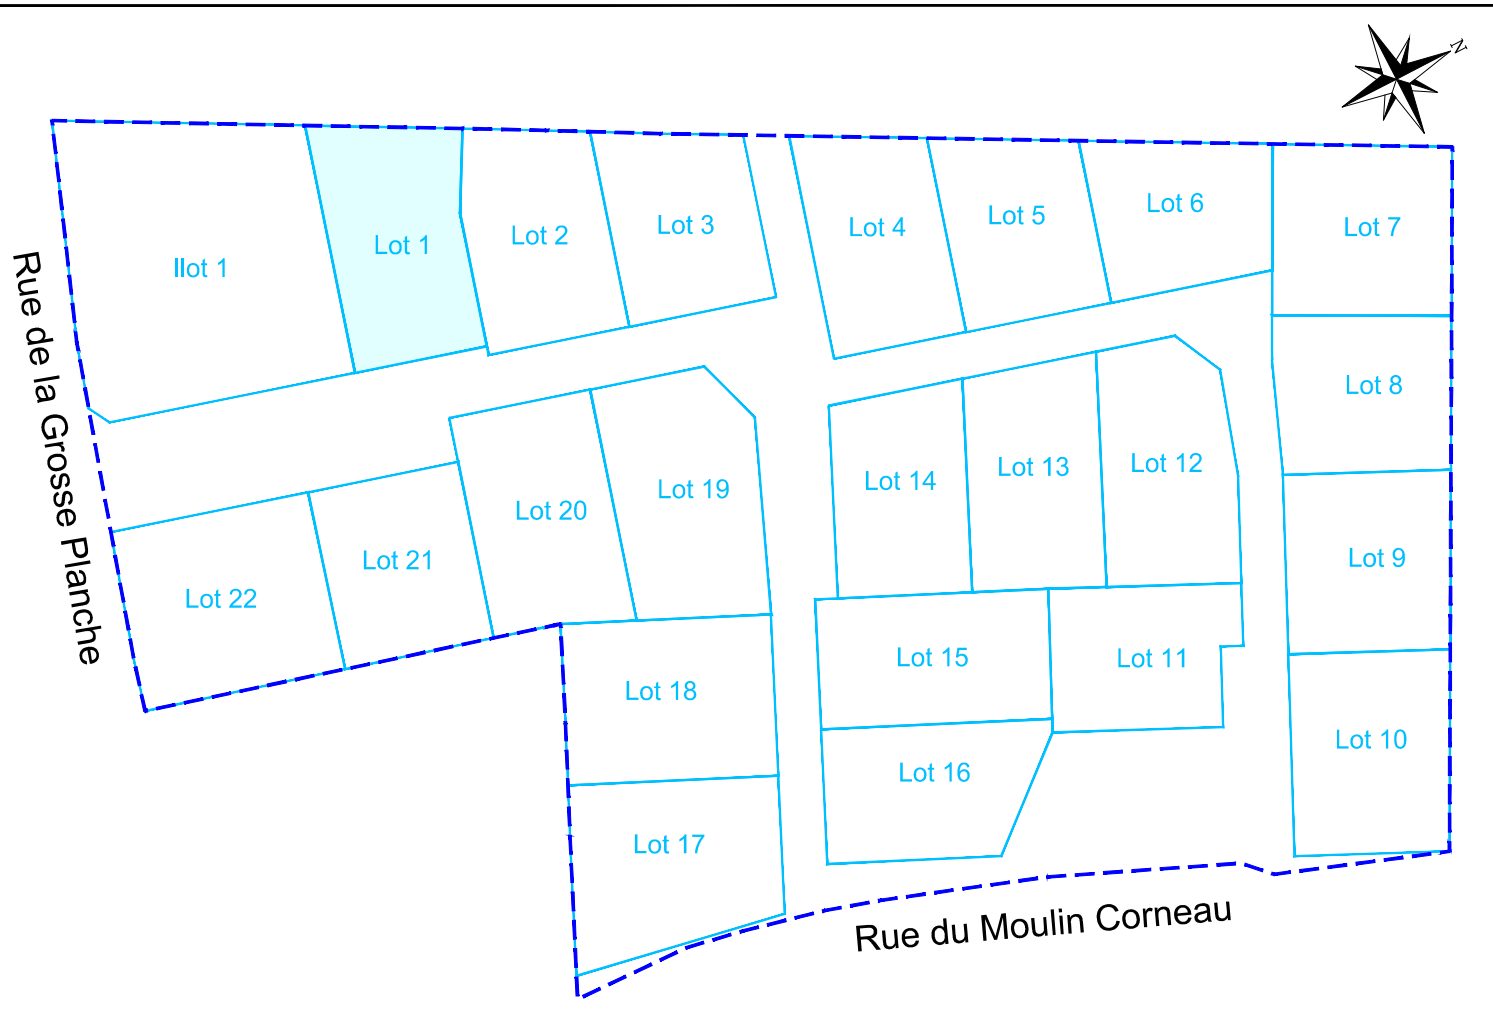 N
Lot 1
Lot 2
Lot 3
Lot 4
Lot 5
Lot 6
Lot 7
Ilot 1
Rue de la Grosse Planche
Lot 8
Lot 14
Lot 13
Lot 12
Lot 20
Lot 19
Lot 22
Lot 21
Lot 9
Lot 18
Lot 15
Lot 11
Lot 10
Lot 17
Lot 16
Rue du Moulin Corneau